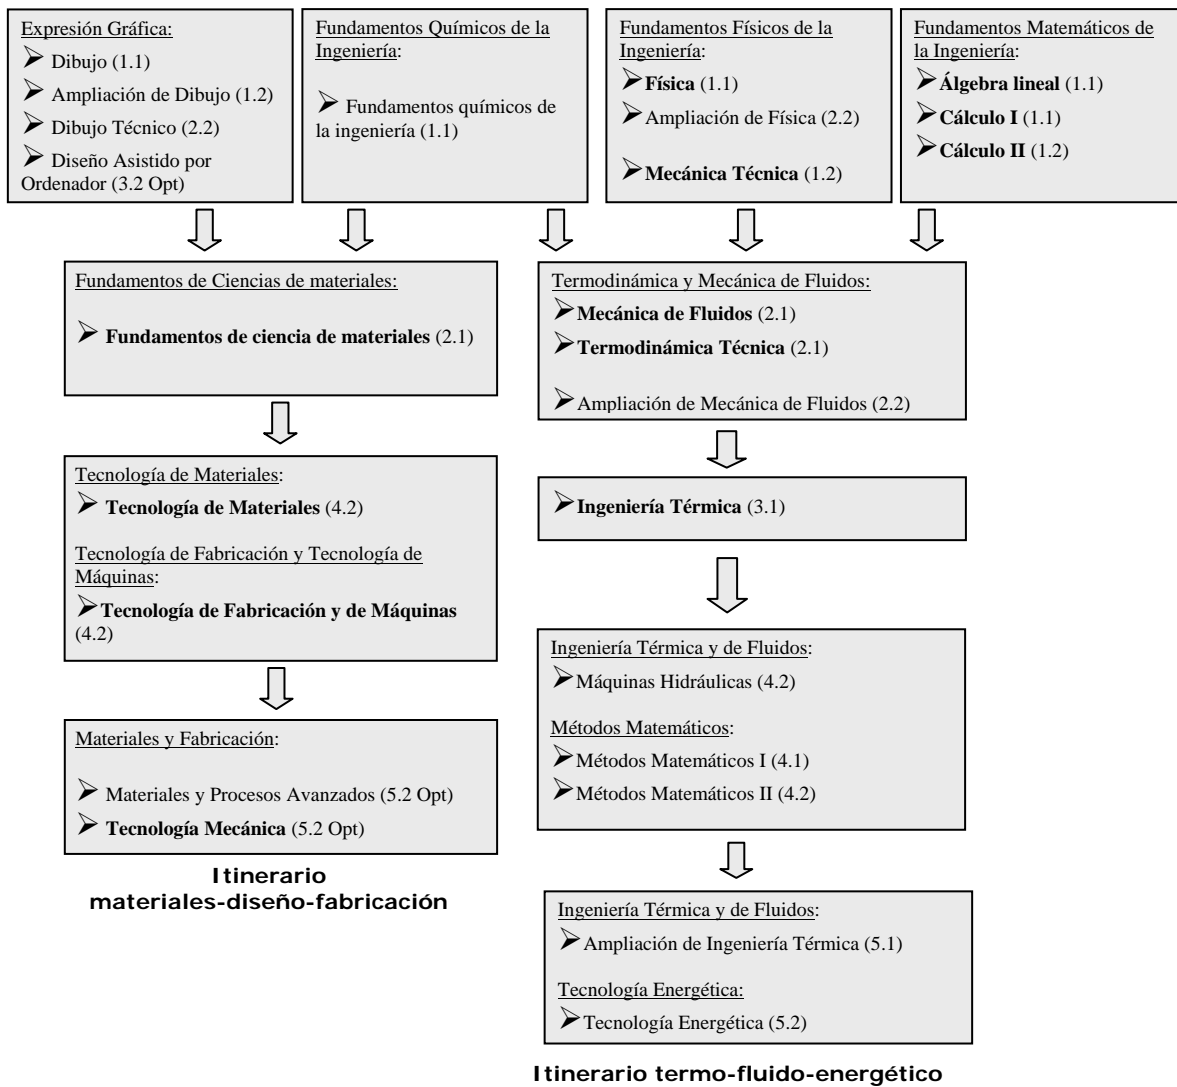 Expresión Gráfica:
➢ Dibujo (1.1)
➢ Ampliación de Dibujo (1.2)
➢ Dibujo Técnico (2.2)
➢ Diseño Asistido por
Ordenador (3.2 Opt)
Fundamentos Químicos de la
Ingeniería:
➢ Fundamentos químicos de
la ingeniería (1.1)
Fundamentos Físicos de la
Ingeniería:
➢ Física (1.1)
➢ Ampliación de Física (2.2)
➢ Mecánica Técnica (1.2)
Fundamentos Matemáticos de
la Ingeniería:
➢ Álgebra lineal (1.1)
➢ Cálculo I (1.1)
➢ Cálculo II (1.2)
Fundamentos de Ciencias de materiales:
➢ Fundamentos de ciencia de materiales (2.1)
Tecnología de Materiales:
➢ Tecnología de Materiales (4.2)
Tecnología de Fabricación y Tecnología de
Máquinas:
➢ Tecnología de Fabricación y de Máquinas
(4.2)
Materiales y Fabricación:
➢ Materiales y Procesos Avanzados (5.2 Opt)
➢ Tecnología Mecánica (5.2 Opt)
Itinerario
materiales-diseño-fabricación
Termodinámica y Mecánica de Fluidos:
➢ Mecánica de Fluidos (2.1)
➢ Termodinámica Técnica (2.1)
➢ Ampliación de Mecánica de Fluidos (2.2)
➢ Ingeniería Térmica (3.1)
Ingeniería Térmica y de Fluidos:
➢ Máquinas Hidráulicas (4.2)
Métodos Matemáticos:
➢ Métodos Matemáticos I (4.1)
➢ Métodos Matemáticos II (4.2)
Ingeniería Térmica y de Fluidos:
➢ Ampliación de Ingeniería Térmica (5.1)
Tecnología Energética:
➢ Tecnología Energética (5.2)
Itinerario termo-fluido-energético